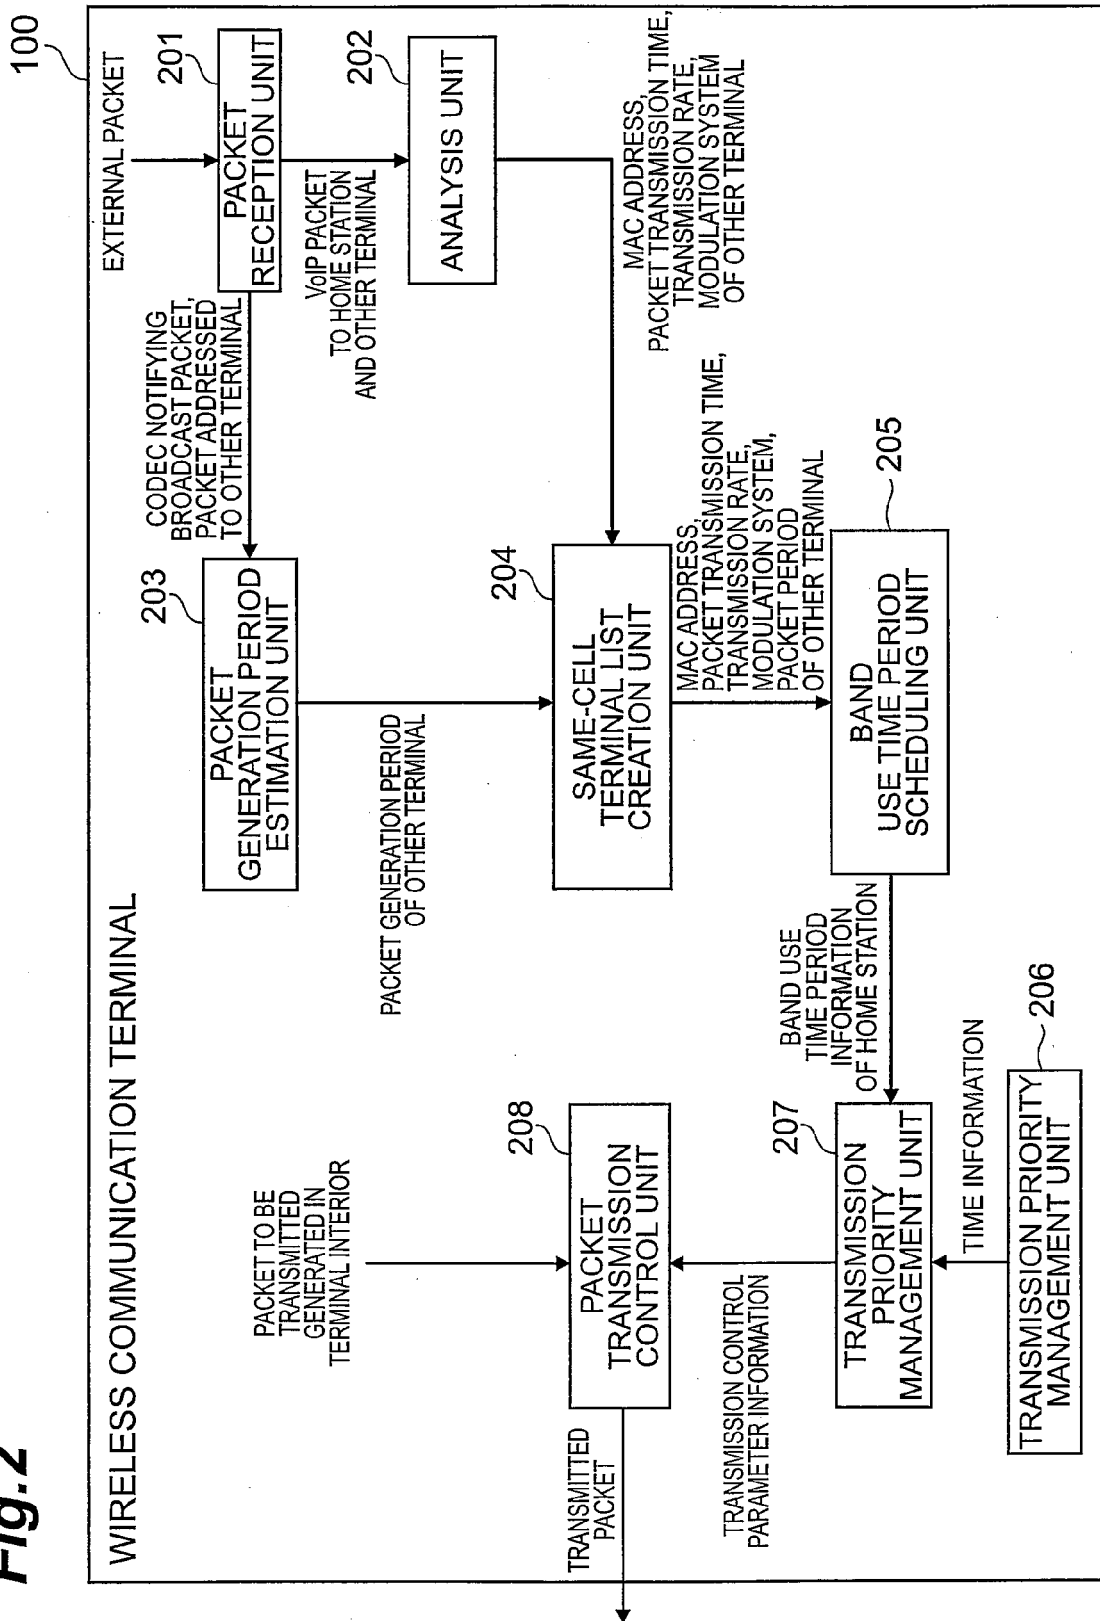 Fig.2
100
WIRELESS COMMUNICATION TERMINAL
EXTERNAL PACKET
201
PACKET
RECEPTION UNIT
CODEC NOTIFYING
BROADCAST PACKET,
PACKET ADDRESSED
TO OTHER TERMINAL
VoIP PACKET
TO HOME STATION
AND OTHER TERMINAL
202
ANALYSIS UNIT
203
PACKET
GENERATION PERIOD
ESTIMATION UNIT
MAC ADDRESS,
PACKET TRANSMISSION TIME,
TRANSMISSION RATE,
MODULATION SYSTEM
OF OTHER TERMINAL
PACKET GENERATION PERIOD
OF OTHER TERMINAL
204
SAME-CELL
TERMINAL LIST
CREATION UNIT
MAC ADDRESS,
PACKET TRANSMISSION TIME,
TRANSMISSION RATE,
MODULATION SYSTEM,
PACKET PERIOD
OF OTHER TERMINAL
205
BAND
USE TIME PERIOD
SCHEDULING UNIT
BAND USE
TIME PERIOD
INFORMATION
OF HOME STATION
206
TRANSMISSION PRIORITY
MANAGEMENT UNIT
TIME INFORMATION
207
TRANSMISSION
PRIORITY
MANAGEMENT UNIT
TRANSMISSION CONTROL
PARAMETER INFORMATION
PACKET TO BE
TRANSMITTED
GENERATED IN
TERMINAL INTERIOR
208
PACKET
TRANSMISSION
CONTROL UNIT
TRANSMITTED
PACKET